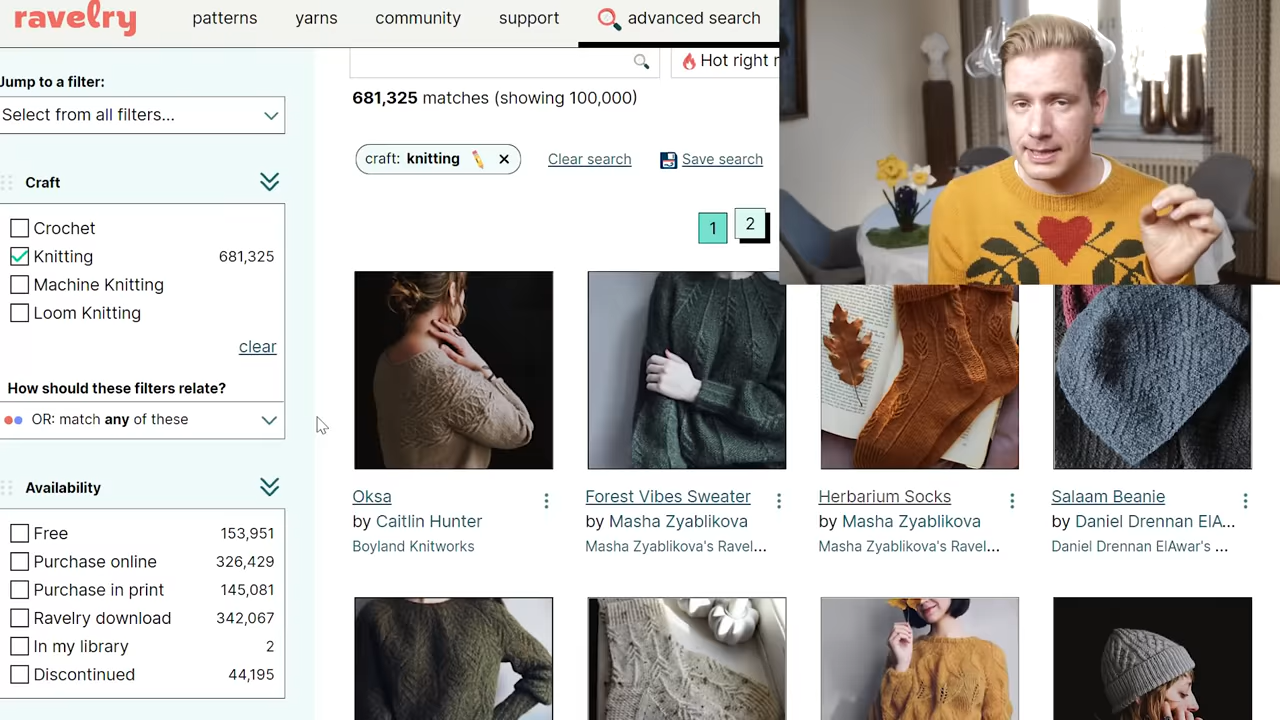 ravelry
patterns
yarns
community
support
advanced search
Jump to a filter:
Select from all filters...
Craft
Crochet
Knitting 681,325
Machine Knitting
Loom Knitting
clear
How should these filters relate?
OR: match any of these
Availability
Free 153,951
Purchase online 326,429
Purchase in print 145,081
Ravelry download 342,067
In my library 2
Discontinued 44,195
Hot right r
681,325 matches (showing 100,000)
craft: knitting
Clear search
Save search
1
2
Oksa
by Caitlin Hunter
Boyland Knitworks
Forest Vibes Sweater
by Masha Zyablikova
Masha Zyablikova's Ravel...
Herbarium Socks
by Masha Zyablikova
Masha Zyablikova's Ravel...
Salaam Beanie
by Daniel Drennan ElA...
Daniel Drennan ElAwar's ...